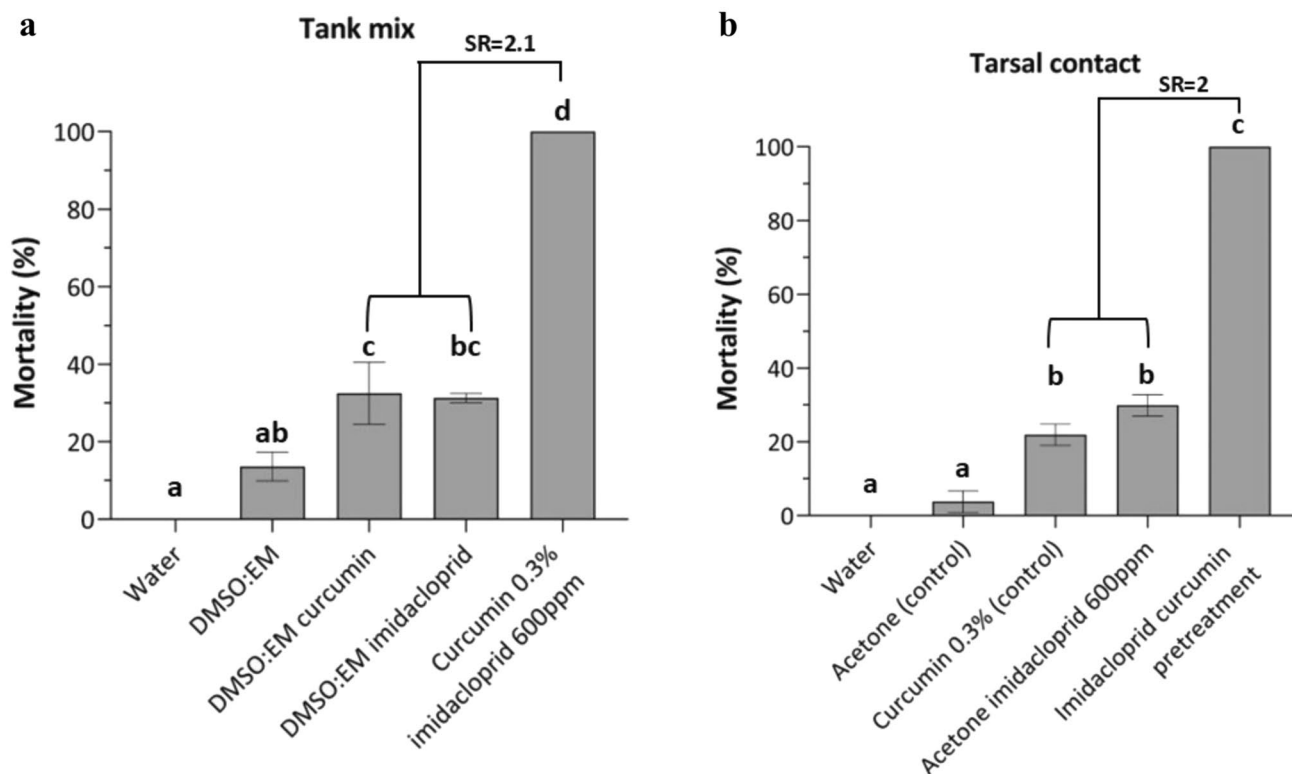 a
Tank mix
SR=2.1
d
c
bc
ab
a
Mortality (%)
100
80
60
40
20
0
Water
DMSO:EM
DMSO:EM curcumin
DMSO:EM imidacloprid
Curcumin 0.3%
imidacloprid 600ppm
b
Tarsal contact
SR=2
c
b
b
a
a
Mortality (%)
100
80
60
40
20
0
Water
Acetone (control)
Curcumin 0.3% (control)
Acetone imidacloprid 600ppm
Imidacloprid curcumin
pretreatment